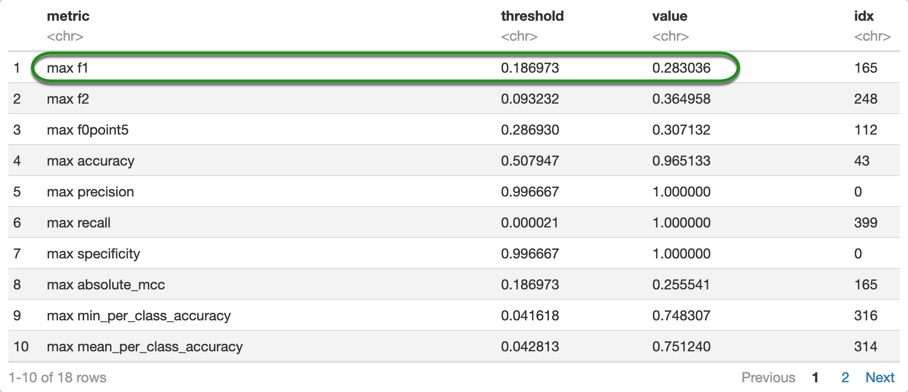 metric threshold value idx
<chr> <chr> <chr> <chr>
1 max f1 0.186973 0.283036 165
2 max f2 0.093232 0.364958 248
3 max f0point5 0.286930 0.307132 112
4 max accuracy 0.507947 0.965133 43
5 max precision 0.996667 1.000000 0
6 max recall 0.000021 1.000000 399
7 max specificity 0.996667 1.000000 0
8 max absolute_mcc 0.186973 0.255541 165
9 max min_per_class_accuracy 0.041618 0.748307 316
10 max mean_per_class_accuracy 0.042813 0.751240 314
1-10 of 18 rows Previous 1 2 Next